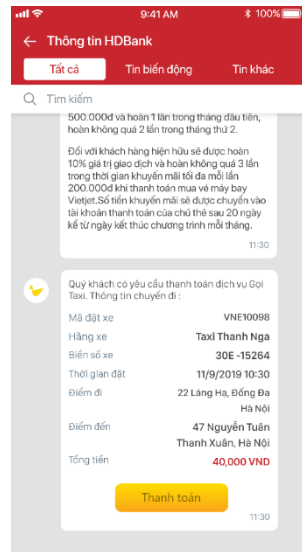 9:41 AM
100%
Thông tin HDBank
Tất cả
Tin biến động
Tin khác
Tìm kiếm
500.000đ và hoàn 1 lần trong tháng đầu tiên,
hoàn không quá 2 lần trong tháng thứ 2.
Đối với khách hàng hiện hữu sẽ được hoàn
10% giá trị giao dịch và hoàn không quá 3 lần
trong thời gian khuyến mãi tối đa mỗi lần
200.000đ khi thanh toán mua vé máy bay
Vietjet.Số tiền khuyến mãi sẽ được chuyển vào
tài khoản thanh toán của chủ thẻ sau 20 ngày
kể từ ngày kết thúc chương trình mỗi tháng.
11:30
Quý khách có yêu cầu thanh toán dịch vụ Gọi
Taxi. Thông tin chuyến đi :
Mã đặt xe VNE10098
Hãng xe Taxi Thanh Nga
Biển số xe 30E -15264
Thời gian đặt 11/9/2019 10:30
Điểm đi 22 Láng Hạ, Đống Đa
Hà Nội
Điểm đến 47 Nguyễn Tuân
Thanh Xuân, Hà Nội
Tổng tiền 40,000 VND
Thanh toán
11:30